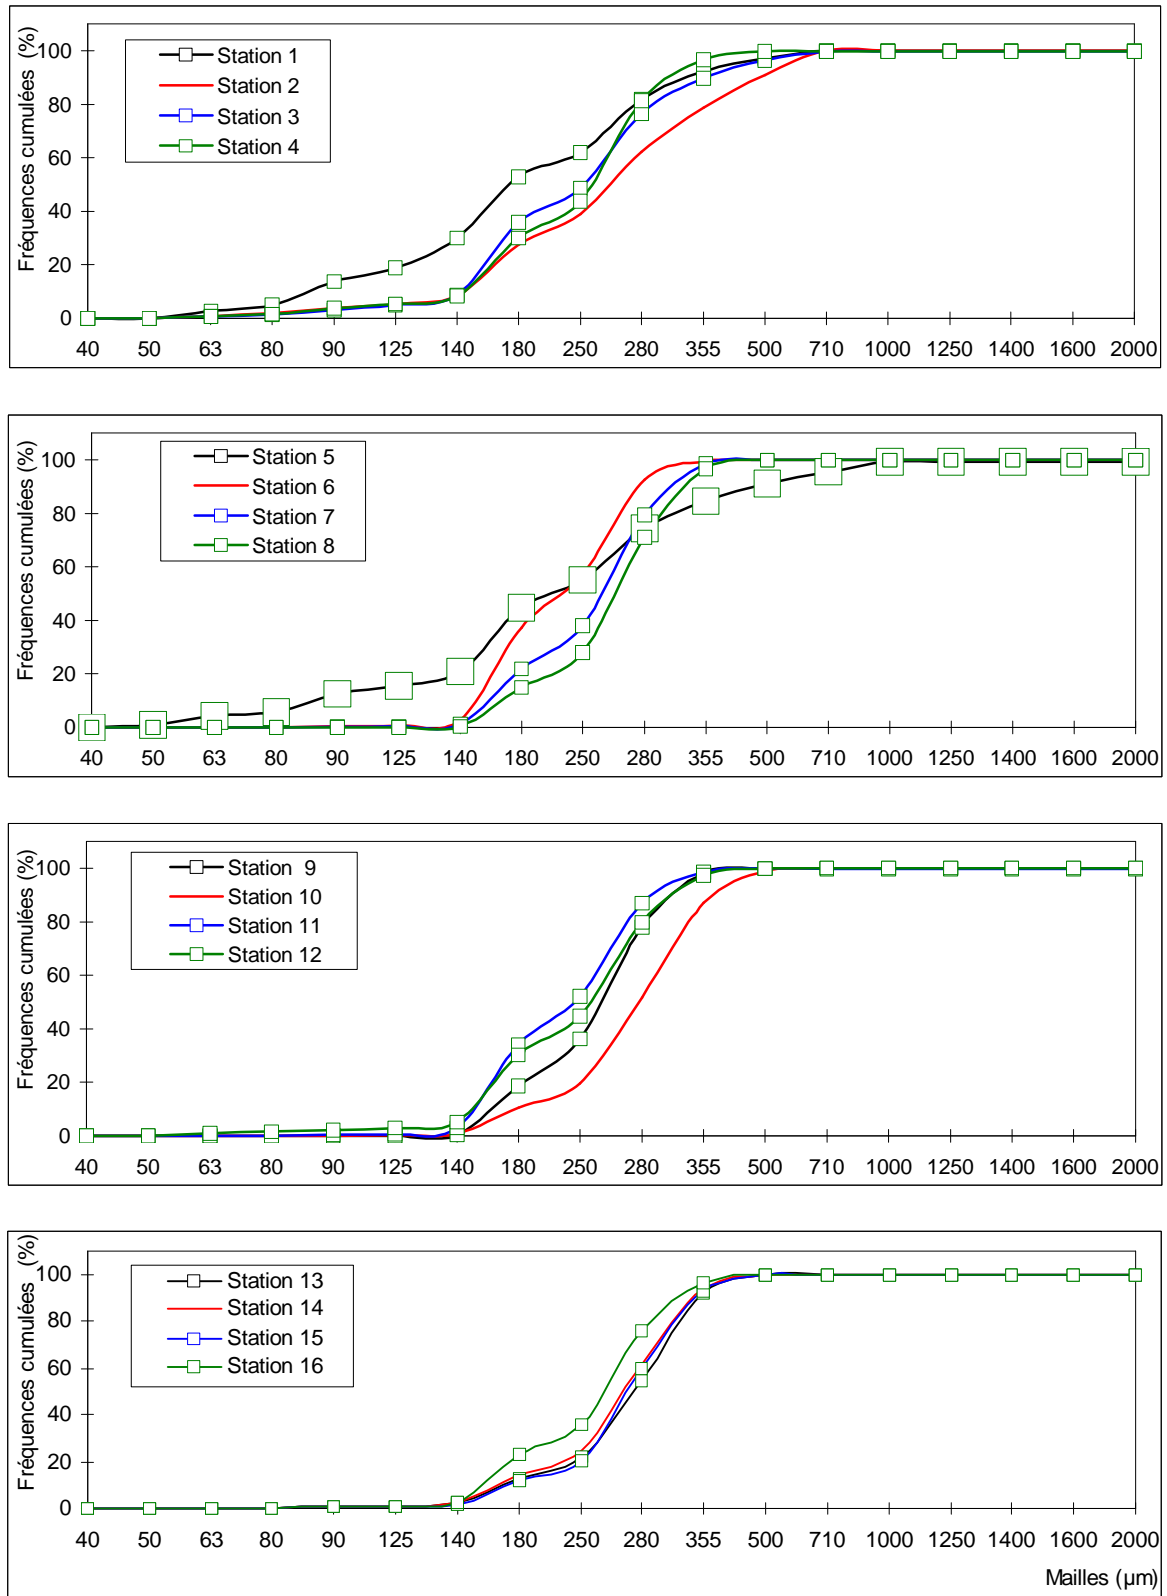 Fréquences cumulées (%)
100
80
60
40
20
0
Station 1
Station 2
Station 3
Station 4
40 50 63 80 90 125 140 180 250 280 355 500 710 1000 1250 1400 1600 2000
Fréquences cumulées (%)
100
80
60
40
20
0
Station 5
Station 6
Station 7
Station 8
40 50 63 80 90 125 140 180 250 280 355 500 710 1000 1250 1400 1600 2000
Fréquences cumulées (%)
100
80
60
40
20
0
Station 9
Station 10
Station 11
Station 12
40 50 63 80 90 125 140 180 250 280 355 500 710 1000 1250 1400 1600 2000
Fréquences cumulées (%)
100
80
60
40
20
0
Station 13
Station 14
Station 15
Station 16
40 50 63 80 90 125 140 180 250 280 355 500 710 1000 1250 1400 1600 2000
Mailles (µm)